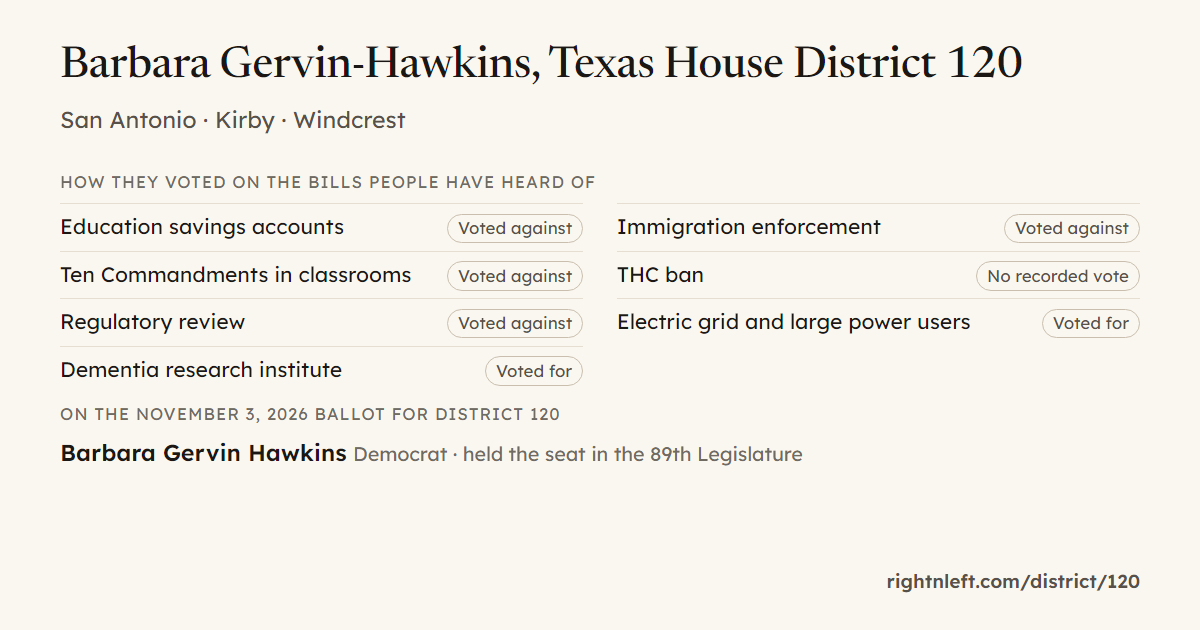 Barbara Gervin-Hawkins, Texas House District 120
San Antonio · Kirby · Windcrest
HOW THEY VOTED ON THE BILLS PEOPLE HAVE HEARD OF
Education savings accounts Voted against
Ten Commandments in classrooms Voted against
Regulatory review Voted against
Dementia research institute Voted for
Immigration enforcement Voted against
THC ban No recorded vote
Electric grid and large power users Voted for
ON THE NOVEMBER 3, 2026 BALLOT FOR DISTRICT 120
Barbara Gervin Hawkins Democrat · held the seat in the 89th Legislature
rightnleft.com/district/120